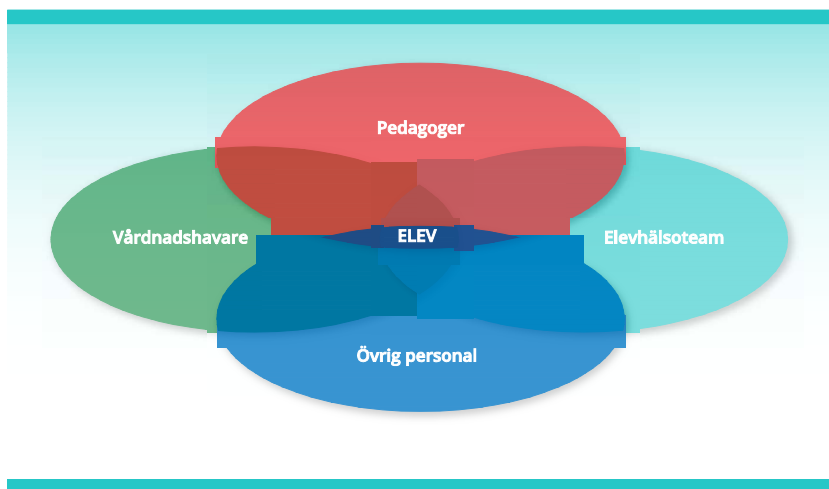 Pedagoger
Vårdnadshavare
ELEV
Elevhälsoteam
Övrig personal